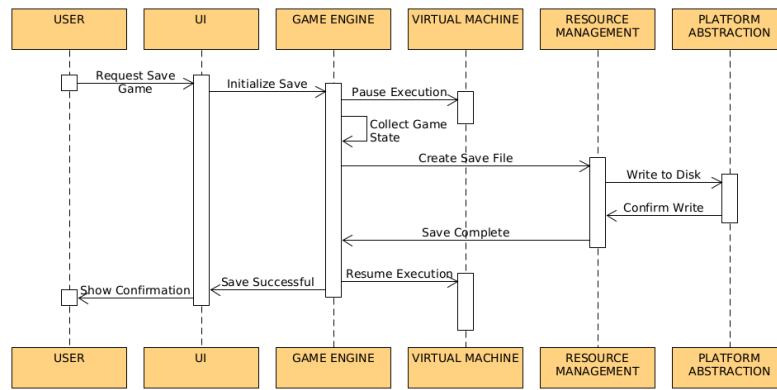 USER
UI
GAME ENGINE
VIRTUAL MACHINE
RESOURCE
MANAGEMENT
PLATFORM
ABSTRACTION
Request Save
Game
Initialize Save
Pause Execution
Collect Game
State
Create Save File
Write to Disk
Confirm Write
Save Complete
Resume Execution
Save Successful
Show Confirmation
USER
UI
GAME ENGINE
VIRTUAL MACHINE
RESOURCE
MANAGEMENT
PLATFORM
ABSTRACTION